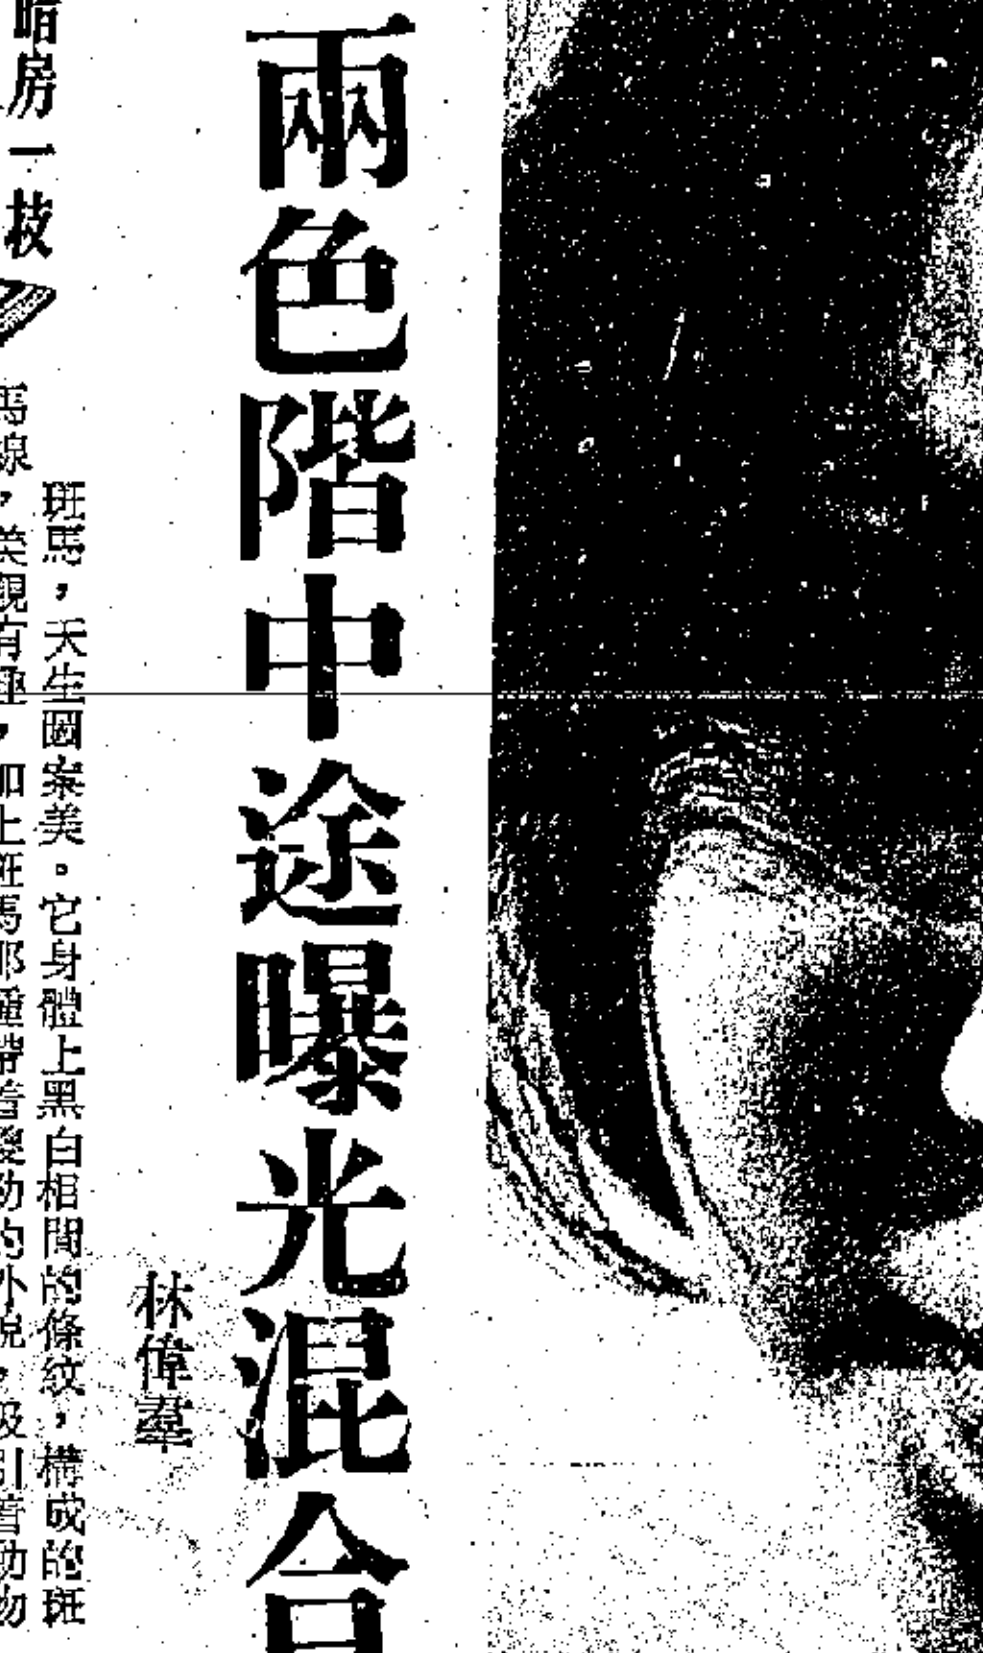 兩色階中途曝光混合
林偉羣
暗房一枝
斑馬，天生圖案美。它身體上黑白相間的條紋，構成的斑
馬線，美觀有趣，加上斑馬那種帶着變動的外貌，吸引着動物